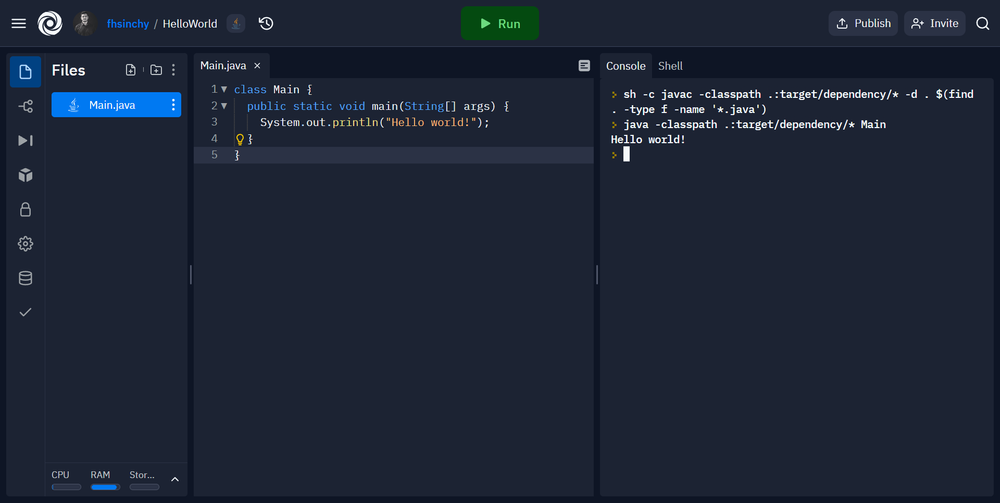 fhsinchy / HelloWorld
Run
Publish
Invite
Files
Main.java
CPU
RAM
Stor...
Main.java ×
1 class Main {
2   public static void main(String[] args) {
3     System.out.println("Hello world!");
4   }
5 }
Console Shell
> sh -c javac -classpath .:target/dependency/* -d . $(find
. -type f -name '*.java')
> java -classpath .:target/dependency/* Main
Hello world!
>